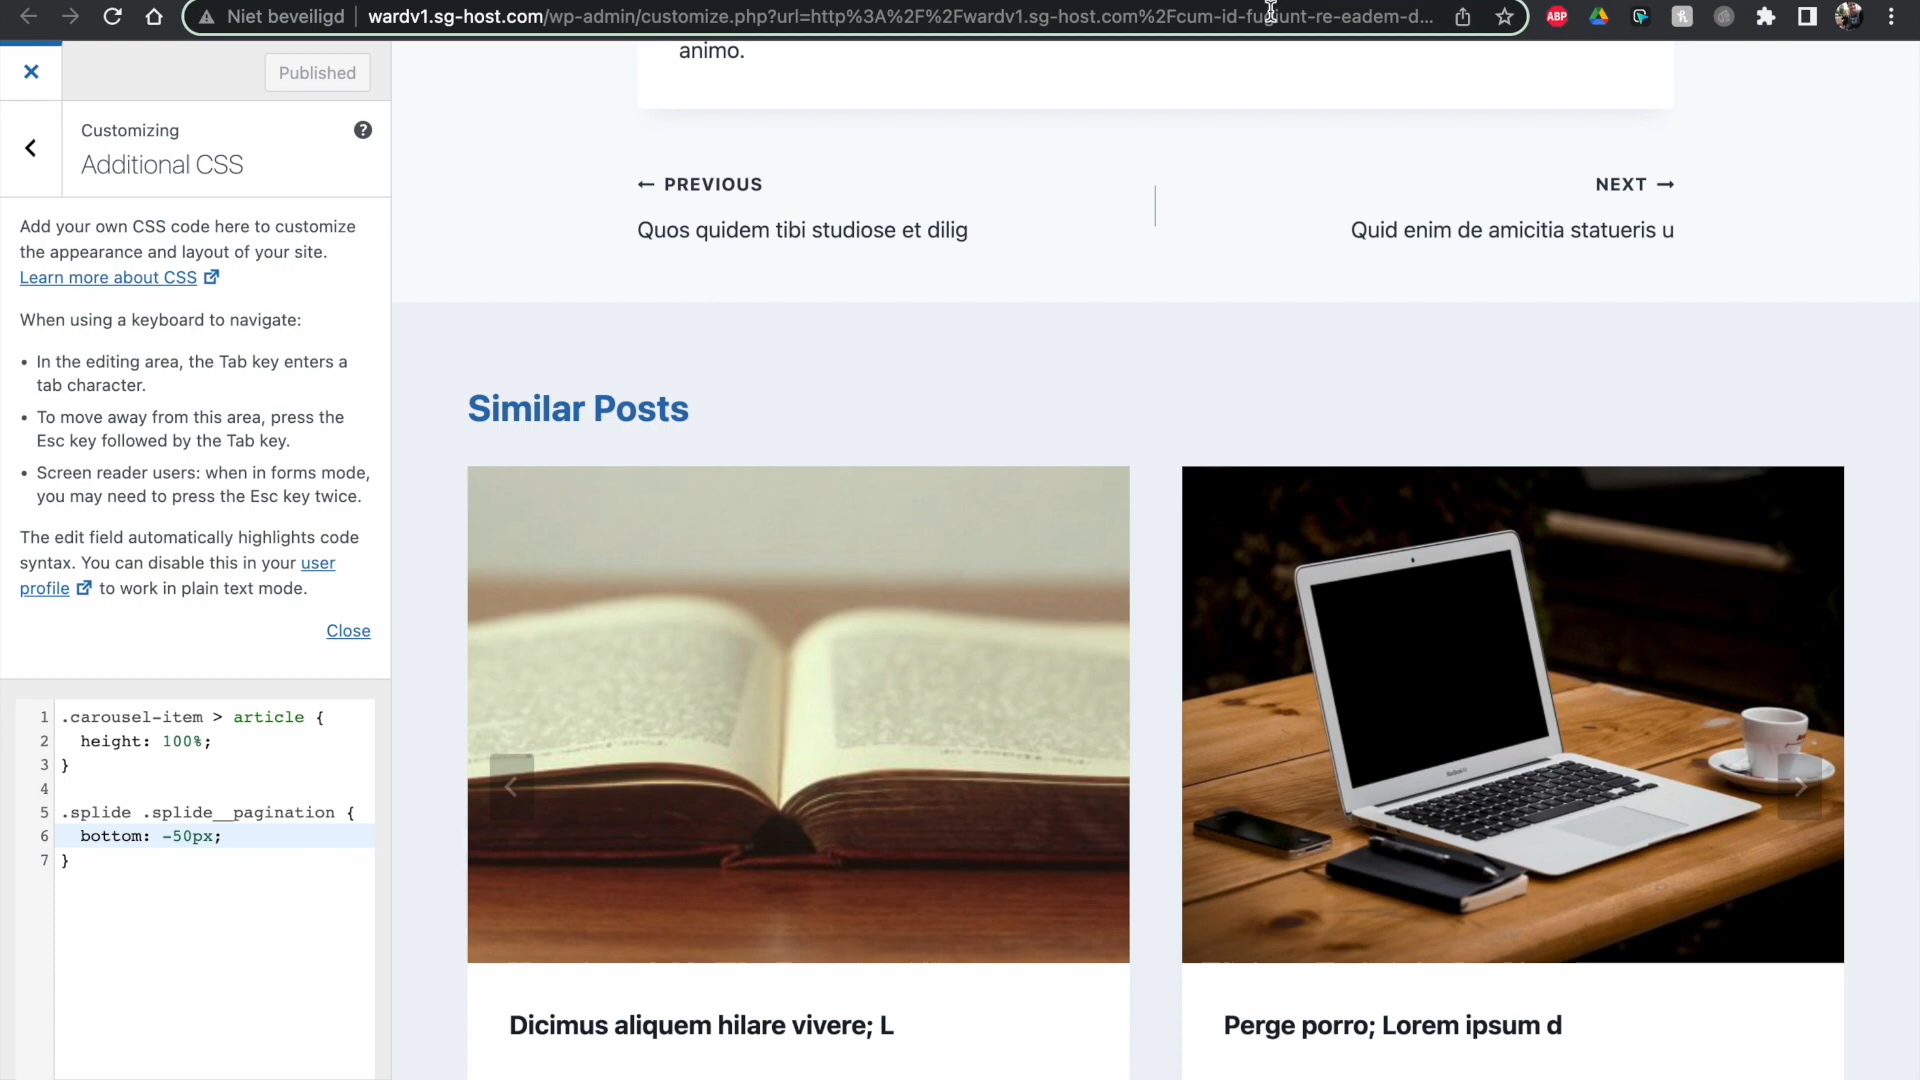 Niet beveiligd wardv1.sg-host.com/wp-admin/customize.php?url=http%3A%2F%2Fwardv1.sg-host.com%2Fcum-id-fugiunt-re-eadem-d...
ABP
Published
Customizing
Additional CSS
Add your own CSS code here to customize
the appearance and layout of your site.
Learn more about CSS
When using a keyboard to navigate:
• In the editing area, the Tab key enters a
tab character.
• To move away from this area, press the
Esc key followed by the Tab key.
• Screen reader users: when in forms mode,
you may need to press the Esc key twice.
The edit field automatically highlights code
syntax. You can disable this in your user
profile to work in plain text mode.
Close
1 .carousel-item > article {
2 height: 100%;
3 }
4
5 .splide .splide__pagination {
6 bottom: -50px;
7 }
animo.
← PREVIOUS
Quos quidem tibi studiose et dilig
NEXT →
Quid enim de amicitia statueris u
Similar Posts
Dicimus aliquem hilare vivere; L
Perge porro; Lorem ipsum d